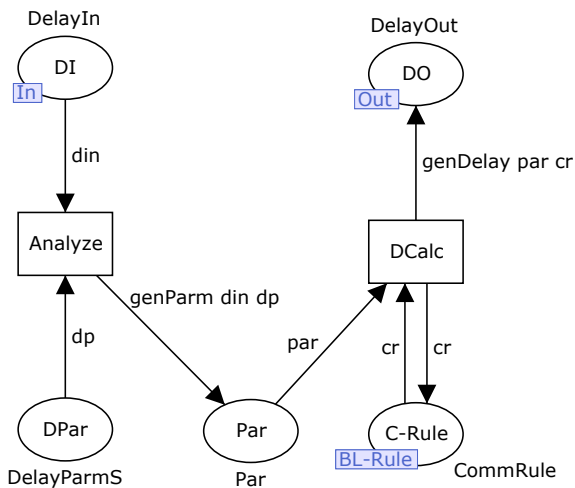 DelayIn
DI
In
din
Analyze
dp
DPar
DelayParmS
genParm din dp
Par
Par
par
DelayOut
DO
Out
genDelay par cr
DCalc
cr
cr
C-Rule
BL-Rule
CommRule